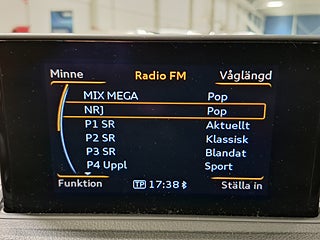 Minne Radio FM Våglängd
MIX MEGA Pop
NRJ Pop
P1 SR Aktuellt
P2 SR Klassisk
P3 SR Blandat
P4 Uppl Sport
Funktion TP 17:38 Ställa in